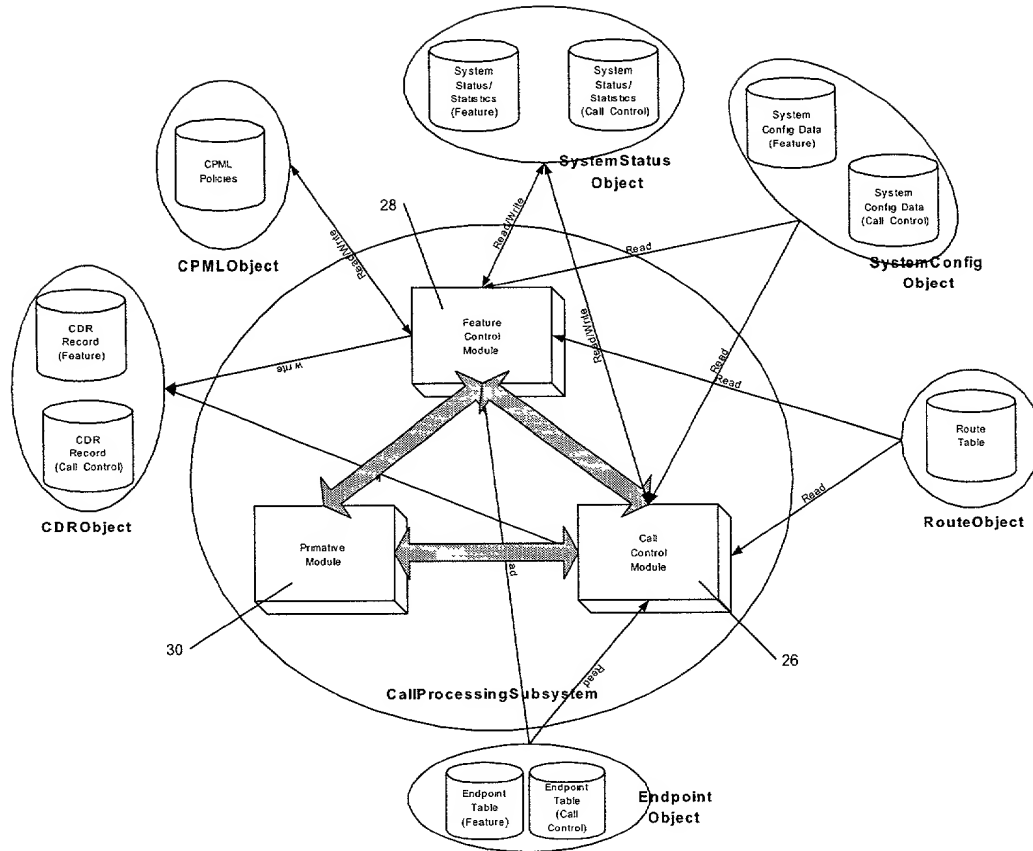 System
Status/
Statistics
(Feature)
System
Status/
Statistics
(Call Control)
SystemStatus
Object
System
Config Data
(Feature)
System
Config Data
(Call Control)
SystemConfig
Object
CPML
Policies
CPMLObject
28
Read/Write
Read/Write
Read/Write
Read
Read
CDR
Record
(Feature)
CDR
Record
(Call Control)
CDRObject
Write
Feature
Control
Module
Read
Read
Route
Table
RouteObject
Primative
Module
Call
Control
Module
30
26
Read
CallProcessingSubsystem
Endpoint
Table
(Feature)
Endpoint
Table
(Call
Control)
Endpoint
Object